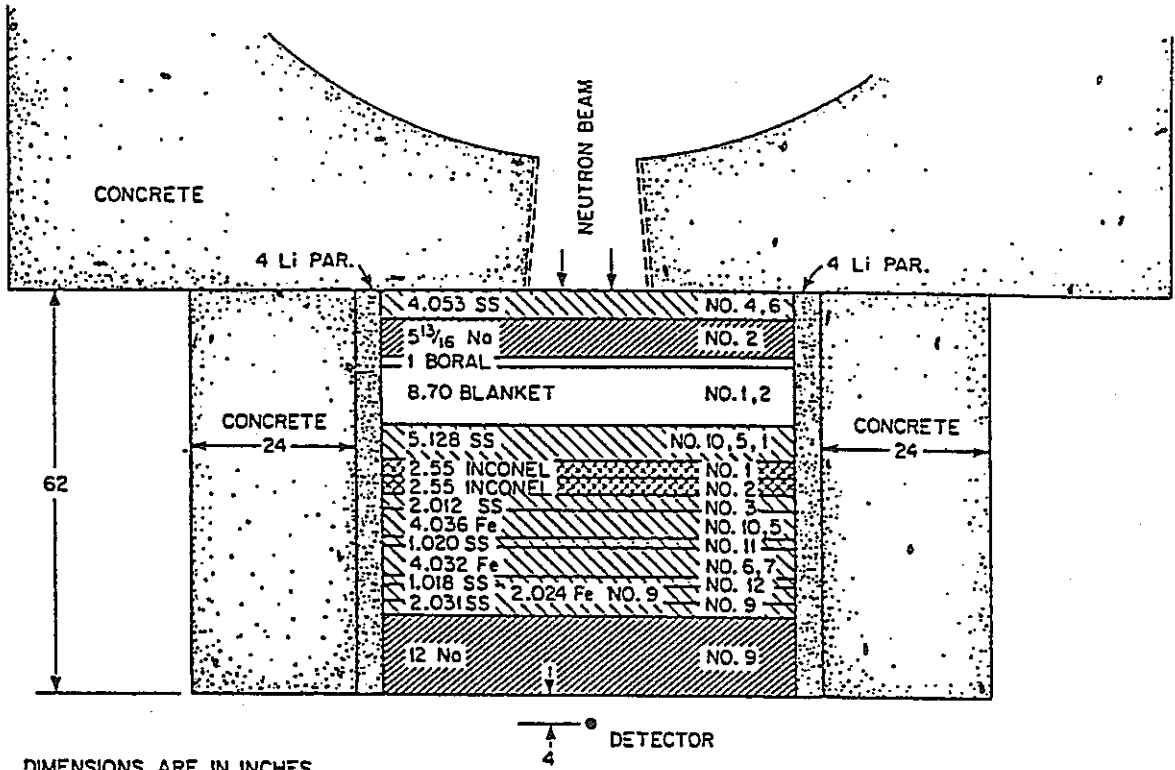 NEUTRON BEAM
CONCRETE
4 Li PAR.
4 Li PAR.
4.053 SS NO. 4,6
5 13/16 Na NO. 2
1 BORAL
8.70 BLANKET NO. 1,2
CONCRETE
24
CONCRETE
24
62
5.128 SS NO. 10, 5, 1
2.55 INCONEL NO. 1
2.55 INCONEL NO. 2
2.012 SS NO. 3
4.036 Fe NO. 10,5
1.020 SS NO. 11
4.032 Fe NO. 6,7
1.018 SS NO. 12
2.024 Fe NO. 9
2.031 SS NO. 9
12 Na NO. 9
DETECTOR
4
DIMENSIONS ARE IN INCHES